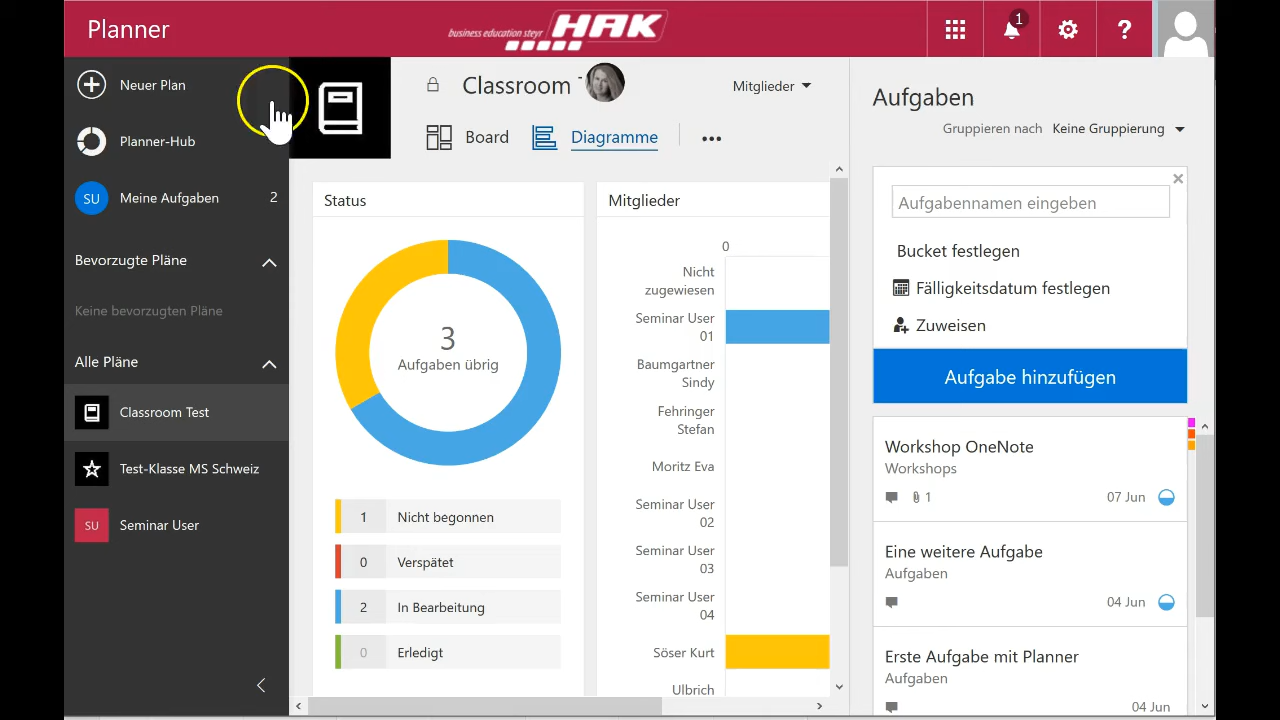 Planner
business education steyr HAK
1
?
Neuer Plan
Planner-Hub
SU Meine Aufgaben 2
Bevorzugte Pläne
Keine bevorzugten Pläne
Alle Pläne
Classroom Test
Test-Klasse MS Schweiz
SU Seminar User
Classroom
Mitglieder
Board Diagramme
Status
3
Aufgaben übrig
1 Nicht begonnen
0 Verspätet
2 In Bearbeitung
0 Erledigt
Mitglieder
0
Nicht
zugewiesen
Seminar User
01
Baumgartner
Sindy
Fehringer
Stefan
Moritz Eva
Seminar User
02
Seminar User
03
Seminar User
04
Söser Kurt
Ulbrich
Aufgaben
Gruppieren nach Keine Gruppierung
Aufgabennamen eingeben
Bucket festlegen
Fälligkeitsdatum festlegen
Zuweisen
Aufgabe hinzufügen
Workshop OneNote
Workshops
1 07 Jun
Eine weitere Aufgabe
Aufgaben
04 Jun
Erste Aufgabe mit Planner
Aufgaben
04 Jun